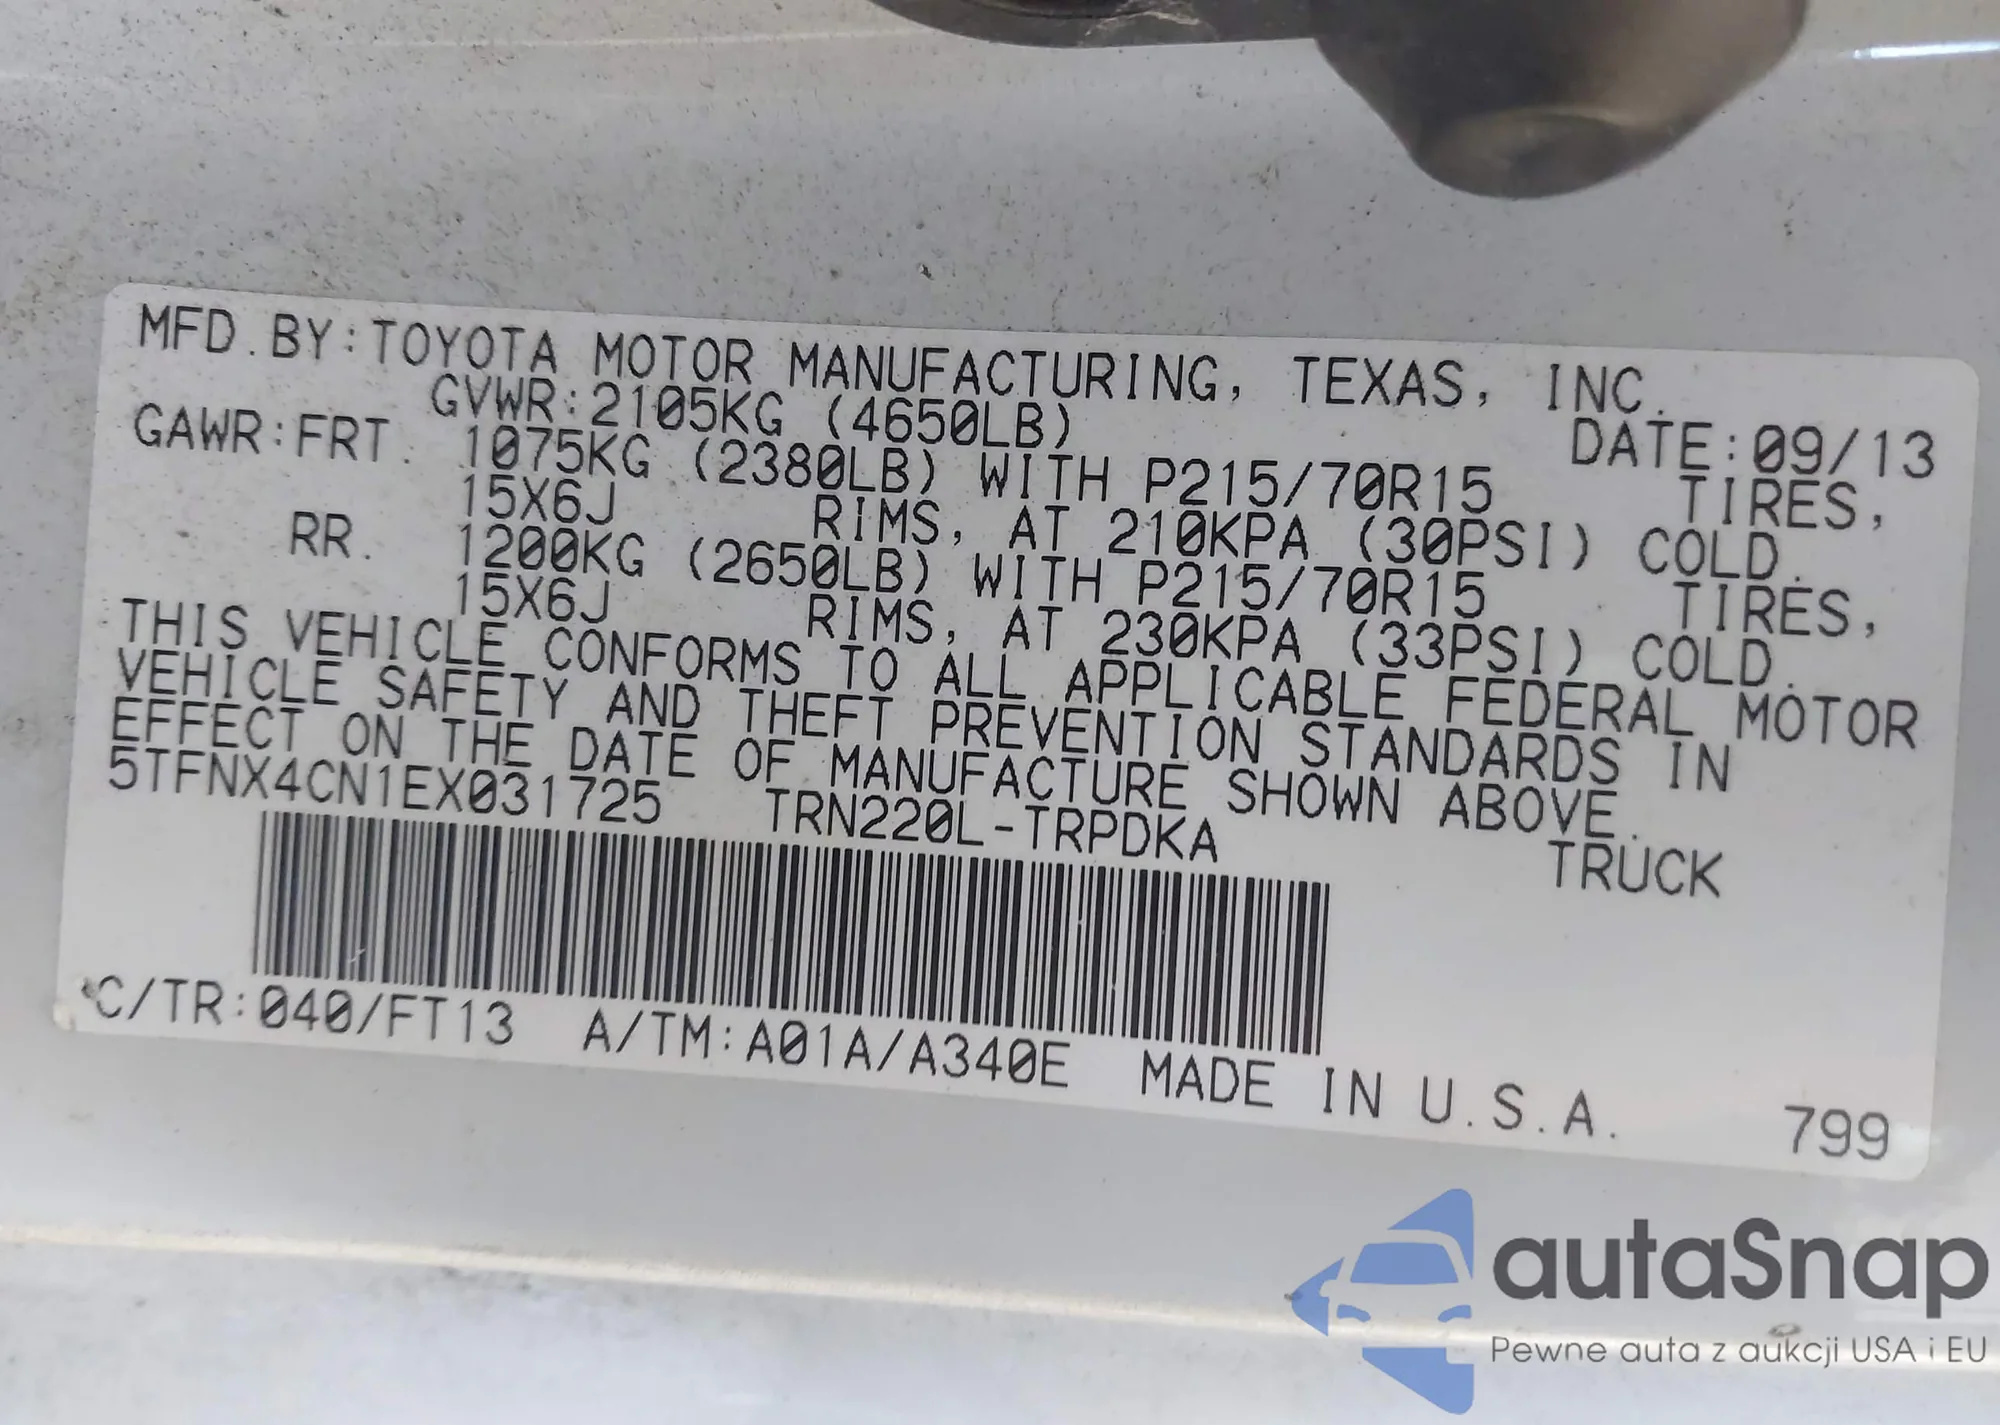 MFD.BY:TOYOTA MOTOR MANUFACTURING, TEXAS, INC.
GVWR:2105KG (4650LB) DATE:09/13
GAWR:FRT. 1075KG (2380LB) WITH P215/70R15 TIRES,
15X6J RIMS, AT 210KPA (30PSI) COLD.
RR. 1200KG (2650LB) WITH P215/70R15 TIRES,
15X6J RIMS, AT 230KPA (33PSI) COLD.
THIS VEHICLE CONFORMS TO ALL APPLICABLE FEDERAL MOTOR
VEHICLE SAFETY AND THEFT PREVENTION STANDARDS IN
EFFECT ON THE DATE OF MANUFACTURE SHOWN ABOVE.
5TFNX4CN1EX031725 TRN220L-TRPDKA TRUCK
C/TR:040/FT13 A/TM:A01A/A340E MADE IN U.S.A. 799
autaSnap
Pewne auta z aukcji USA i EU